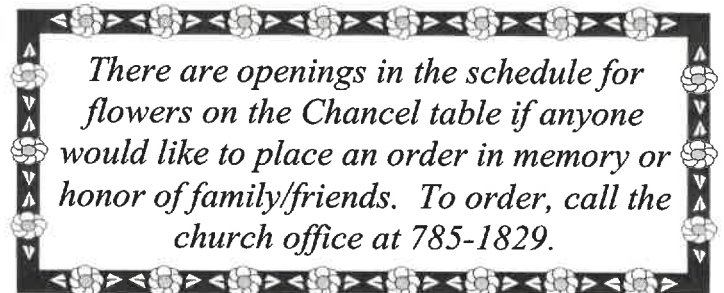 There are openings in the schedule for
flowers on the Chancel table if anyone
would like to place an order in memory or
honor of family/friends.  To order, call the
church office at 785-1829.